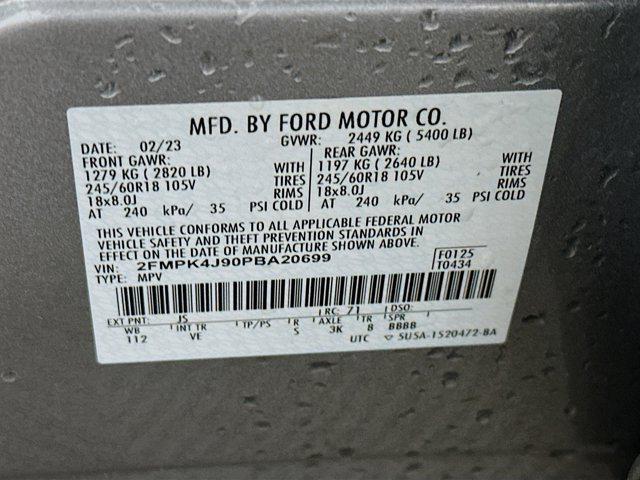 MFD. BY FORD MOTOR CO.
DATE: 02/23 GVWR: 2449 KG ( 5400 LB)
FRONT GAWR: REAR GAWR:
1279 KG ( 2820 LB) WITH 1197 KG ( 2640 LB) WITH
245/60R18 105V TIRES 245/60R18 105V TIRES
18x8.0J RIMS 18x8.0J RIMS
AT 240 kPa/ 35 PSI COLD AT 240 kPa/ 35 PSI COLD
THIS VEHICLE CONFORMS TO ALL APPLICABLE FEDERAL MOTOR
VEHICLE SAFETY AND THEFT PREVENTION STANDARDS IN
EFFECT ON THE DATE OF MANUFACTURE SHOWN ABOVE.
VIN: 2FMPK4J90PBA20699 F0125
TYPE: MPV T0434
EXT PNT: JS RC: 71 DSO:
WB INT TR TP/PS R AXLE TR SPR
112 VE S 3K 8 BBBB
UTC ▽ 5USA-1520472-BA